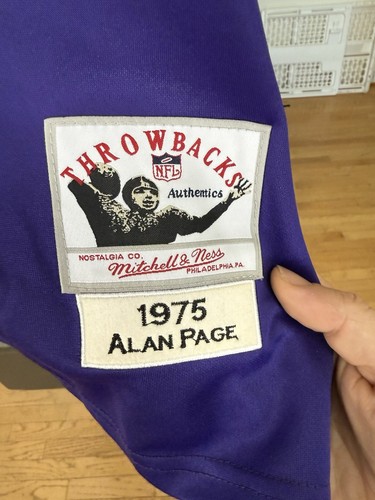 THROWBACKS
NFL
Authentics
NOSTALGIA CO.
Mitchell & Ness
PHILADELPHIA, PA.
1975
ALAN PAGE